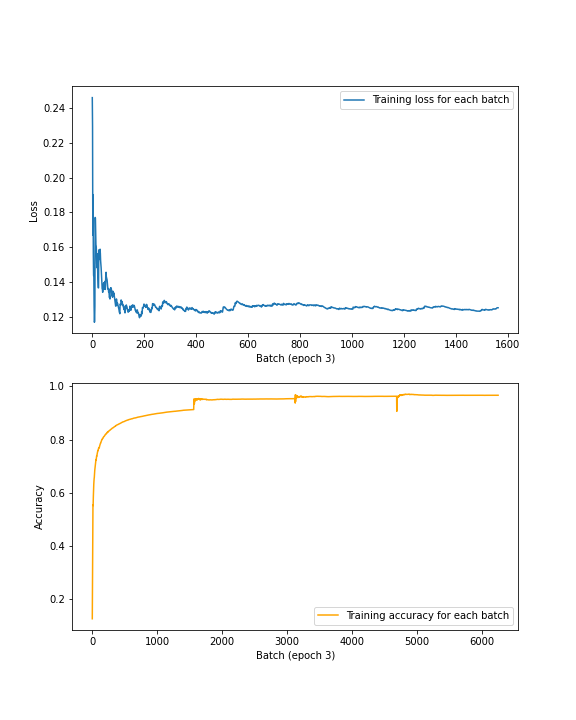 Training loss for each batch
0.24
0.22
0.20
0.18
0.16
0.14
0.12
Loss
0 200 400 600 800 1000 1200 1400 1600
Batch (epoch 3)
1.0
0.8
0.6
0.4
0.2
Accuracy
Training accuracy for each batch
0 1000 2000 3000 4000 5000 6000
Batch (epoch 3)